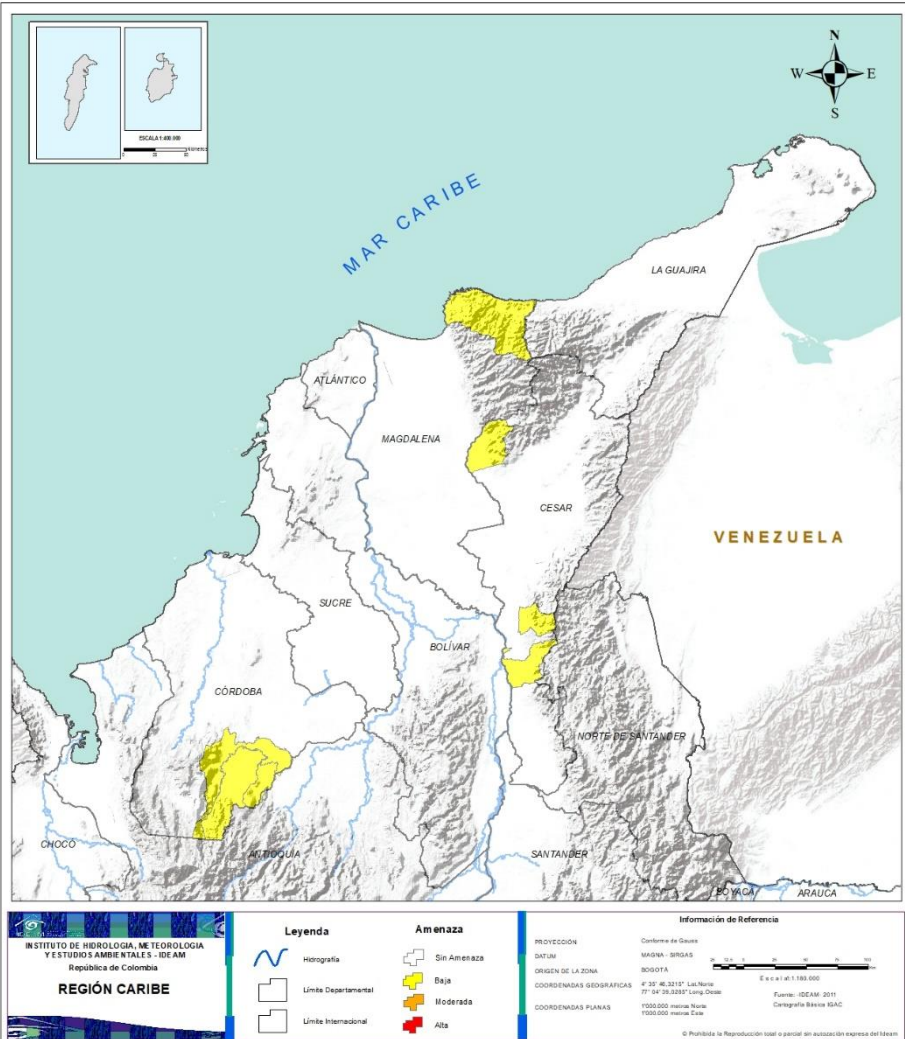 ESCALA 1:400.000
N
W E
S
MAR CARIBE
LA GUAJIRA
ATLÁNTICO
MAGDALENA
CESAR
VENEZUELA
SUCRE
BOLÍVAR
CÓRDOBA
NORTE DE SANTANDER
CHOCÓ
ANTIOQUIA
SANTANDER
BOYACÁ
ARAUCA
INSTITUTO DE HIDROLOGIA, METEOROLOGIA
Y ESTUDIOS AMBIENTALES - IDEAM
República de Colombia
REGIÓN CARIBE
Leyenda
Hidrografía
Límite Departamental
Límite Internacional
Amenaza
Sin Amenaza
Baja
Moderada
Alta
Información de Referencia
PROYECCIÓN Conforme de Gauss
DATUM MAGNA - SIRGAS
ORIGEN DE LA ZONA BOGOTÁ
COORDENADAS GEOGRÁFICAS 4° 35' 46,3215" Lat.Norte
77° 04' 39,0285" Long.Oeste
COORDENADAS PLANAS 1'000.000 metros Norte
1'000.000 metros Este
Fuente: -IDEAM- 2011
Cartografía Básica IGAC
© Prohibida la Reproducción total o parcial sin autorización expresa del Ideam